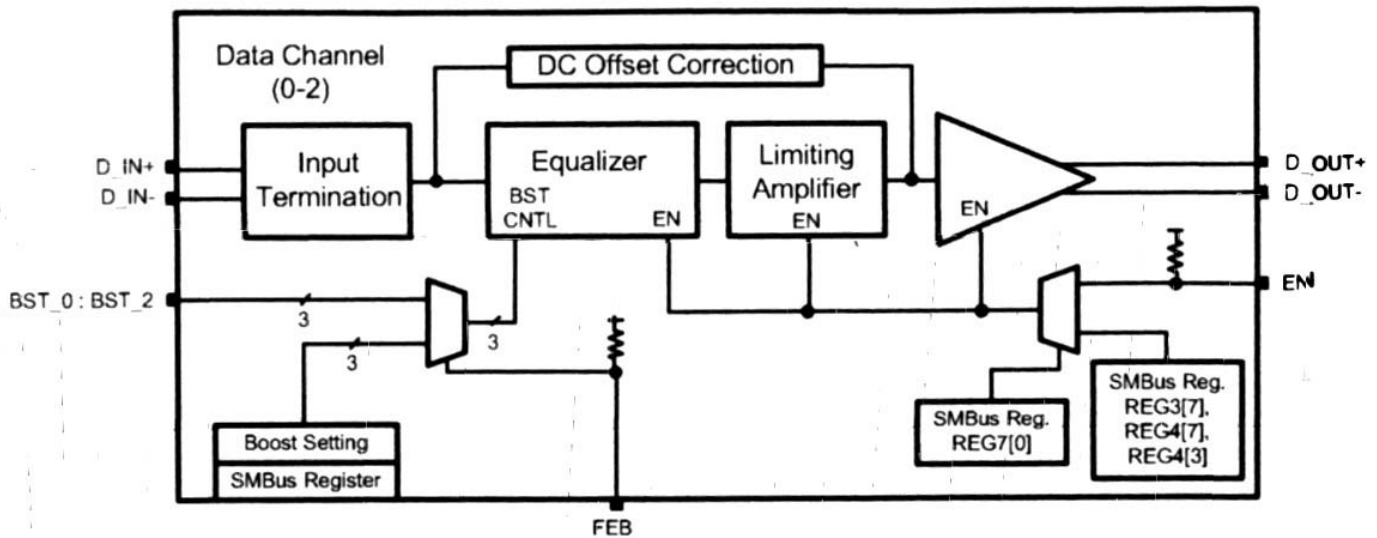 Data Channel
(0-2)
DC Offset Correction
D_IN+
D_IN-
Input
Termination
Equalizer
BST
CNTL
EN
Limiting
Amplifier
EN
EN
D_OUT+
D_OUT-
BST_0 : BST_2
3
3
3
EN
Boost Setting
SMBus Register
FEB
SMBus Reg.
REG7[0]
SMBus Reg.
REG3[7],
REG4[7],
REG4[3]